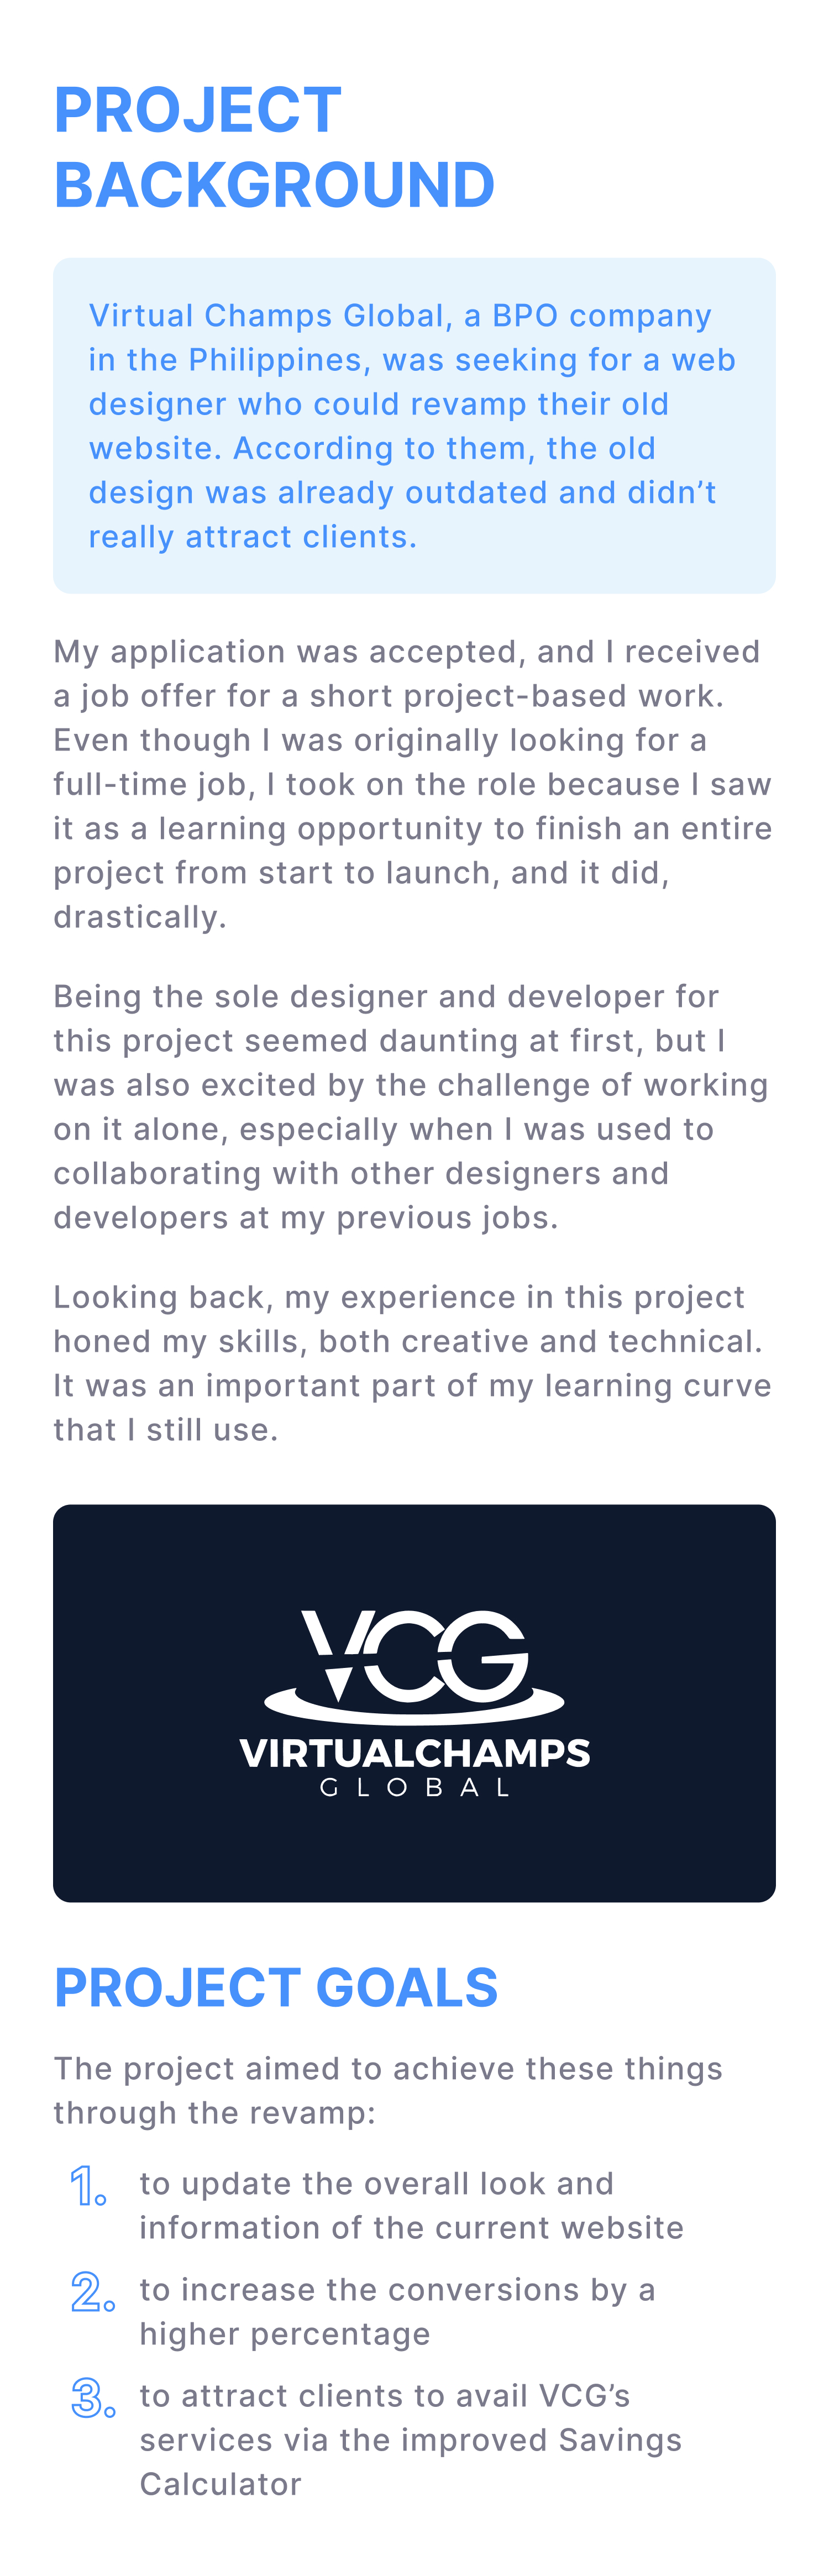 PROJECT
BACKGROUND
Virtual Champs Global, a BPO company
in the Philippines, was seeking for a web
designer who could revamp their old
website. According to them, the old
design was already outdated and didn’t
really attract clients.
My application was accepted, and I received
a job offer for a short project-based work.
Even though I was originally looking for a
full-time job, I took on the role because I saw
it as a learning opportunity to finish an entire
project from start to launch, and it did,
drastically.
Being the sole designer and developer for
this project seemed daunting at first, but I
was also excited by the challenge of working
on it alone, especially when I was used to
collaborating with other designers and
developers at my previous jobs.
Looking back, my experience in this project
honed my skills, both creative and technical.
It was an important part of my learning curve
that I still use.
VCG
VIRTUALCHAMPS
GLOBAL
PROJECT GOALS
The project aimed to achieve these things
through the revamp:
1. to update the overall look and
information of the current website
2. to increase the conversions by a
higher percentage
3. to attract clients to avail VCG’s
services via the improved Savings
Calculator